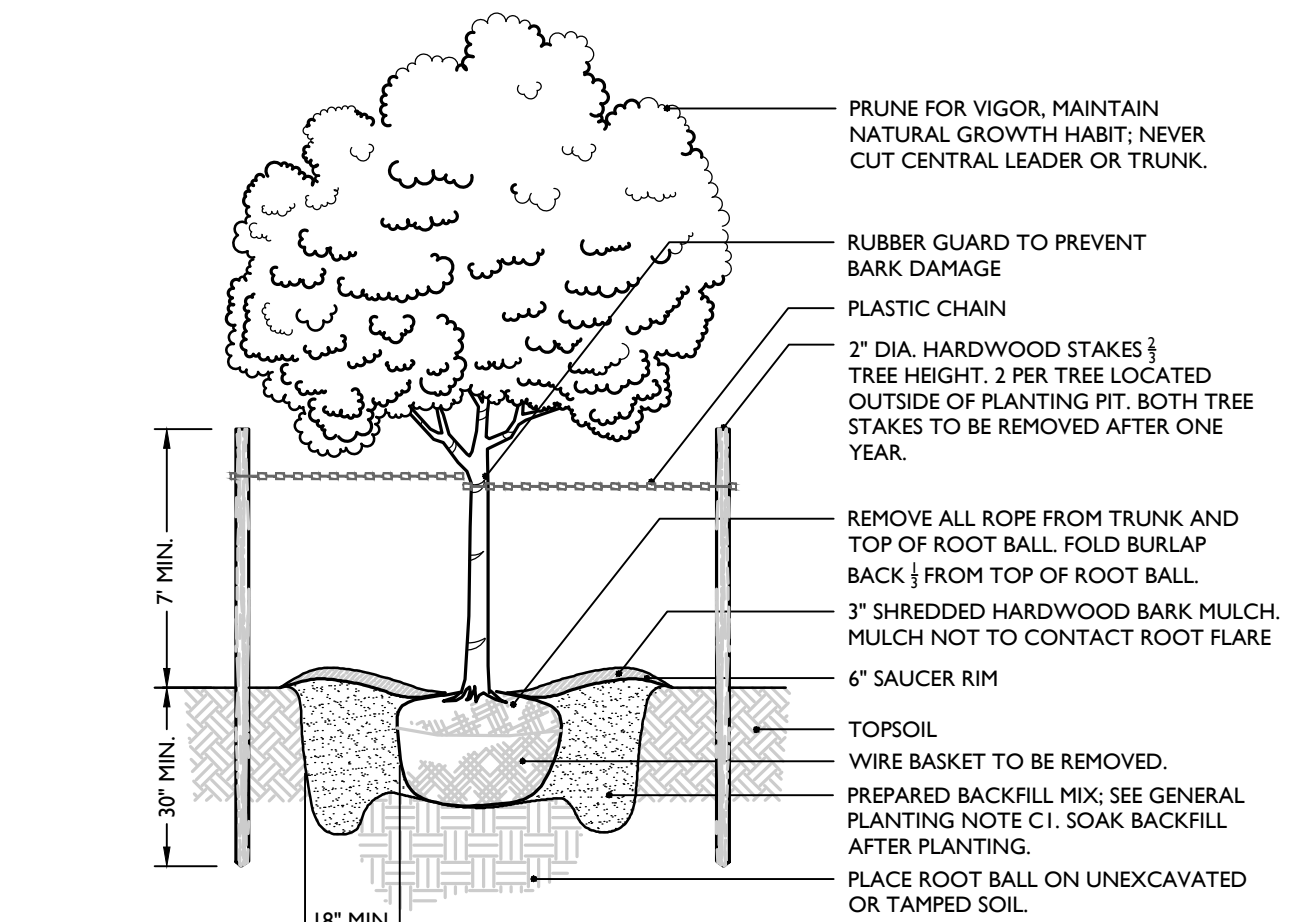 PRUNE FOR VIGOR, MAINTAIN
NATURAL GROWTH HABIT; NEVER
CUT CENTRAL LEADER OR TRUNK.
RUBBER GUARD TO PREVENT
BARK DAMAGE
PLASTIC CHAIN
2" DIA. HARDWOOD STAKES 2/3
TREE HEIGHT. 2 PER TREE LOCATED
OUTSIDE OF PLANTING PIT. BOTH TREE
STAKES TO BE REMOVED AFTER ONE
YEAR.
REMOVE ALL ROPE FROM TRUNK AND
TOP OF ROOT BALL. FOLD BURLAP
BACK 1/3 FROM TOP OF ROOT BALL.
3" SHREDDED HARDWOOD BARK MULCH.
MULCH NOT TO CONTACT ROOT FLARE
6" SAUCER RIM
TOPSOIL
WIRE BASKET TO BE REMOVED.
PREPARED BACKFILL MIX; SEE GENERAL
PLANTING NOTE C1. SOAK BACKFILL
AFTER PLANTING.
PLACE ROOT BALL ON UNEXCAVATED
OR TAMPED SOIL.
7' MIN.
30" MIN.
18" MIN